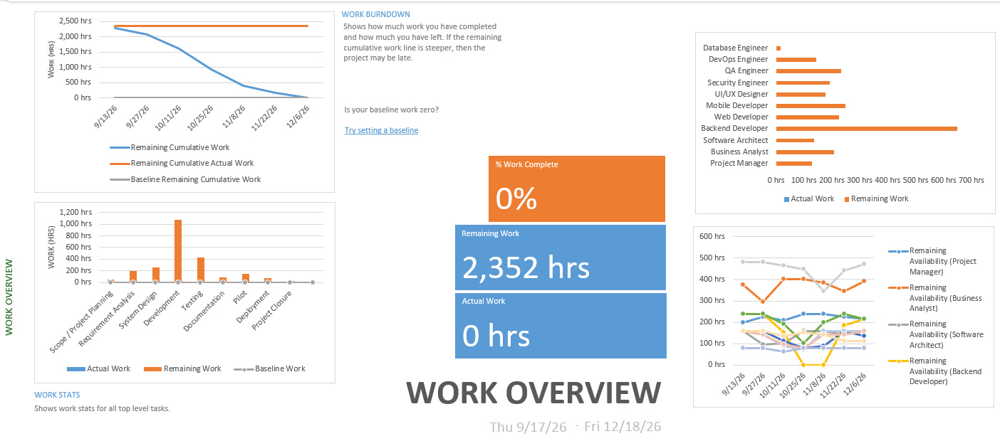 2,500 hrs
2,000 hrs
1,500 hrs
1,000 hrs
500 hrs
0 hrs
WORK (HRS)
9/13/26
9/27/26
10/11/26
10/25/26
11/8/26
11/22/26
12/6/26
Remaining Cumulative Work
Remaining Cumulative Actual Work
Baseline Remaining Cumulative Work
WORK BURNDOWN
Shows how much work you have completed
and how much you have left. If the remaining
cumulative work line is steeper, then the
project may be late.
Is your baseline work zero?
Try setting a baseline
Database Engineer
DevOps Engineer
QA Engineer
Security Engineer
UI/UX Designer
Mobile Developer
Web Developer
Backend Developer
Software Architect
Business Analyst
Project Manager
0 hrs 100 hrs 200 hrs 300 hrs 400 hrs 500 hrs 600 hrs 700 hrs
Actual Work Remaining Work
% Work Complete
0%
Remaining Work
2,352 hrs
Actual Work
0 hrs
WORK OVERVIEW
1,200 hrs
1,000 hrs
800 hrs
600 hrs
400 hrs
200 hrs
0 hrs
WORK (HRS)
Scope / Project Planning
Requirement Analysis
System Design
Development
Testing
Documentation
Pilot
Deployment
Project Closure
Actual Work Remaining Work Baseline Work
WORK STATS
Shows work stats for all top level tasks.
WORK OVERVIEW
Thu 9/17/26 - Fri 12/18/26
600 hrs
500 hrs
400 hrs
300 hrs
200 hrs
100 hrs
0 hrs
9/13/26
9/27/26
10/11/26
10/25/26
11/8/26
11/22/26
12/6/26
Remaining
Availability (Project
Manager)
Remaining
Availability (Business
Analyst)
Remaining
Availability (Software
Architect)
Remaining
Availability (Backend
Developer)